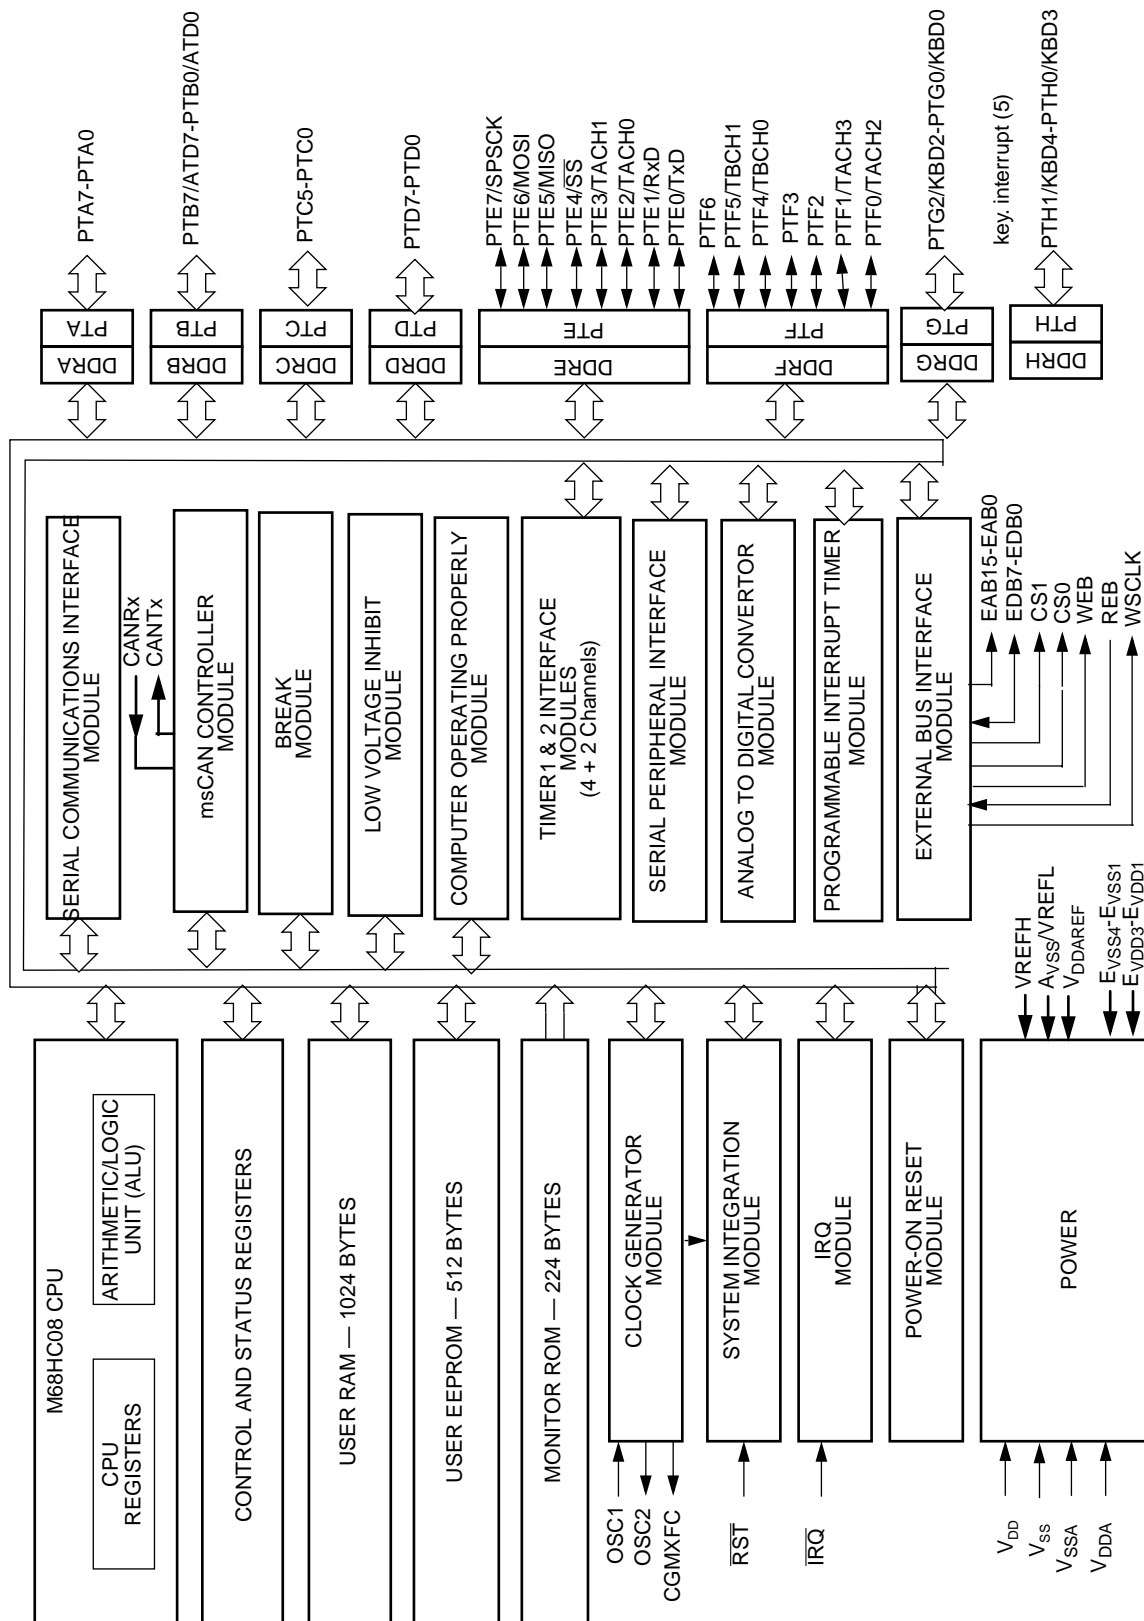 M68HC08 CPU
CPU
REGISTERS
ARITHMETIC/LOGIC
UNIT (ALU)
CONTROL AND STATUS REGISTERS
USER RAM — 1024 BYTES
USER EEPROM — 512 BYTES
MONITOR ROM — 224 BYTES
OSC1
OSC2
CGMXFC
CLOCK GENERATOR
MODULE
RST
SYSTEM INTEGRATION
MODULE
IRQ
IRQ
MODULE
POWER-ON RESET
MODULE
VDD
VSS
VSSA
VDDA
POWER
VREFH
AVSS/VREFL
VDDAREF
EVSS4-EVSS1
EVDD3-EVDD1
SERIAL COMMUNICATIONS INTERFACE
MODULE
CANRx
CANTx
msCAN CONTROLLER
MODULE
BREAK
MODULE
LOW VOLTAGE INHIBIT
MODULE
COMPUTER OPERATING PROPERLY
MODULE
TIMER1 & 2 INTERFACE
MODULES
(4 + 2 Channels)
SERIAL PERIPHERAL INTERFACE
MODULE
ANALOG TO DIGITAL CONVERTOR
MODULE
PROGRAMMABLE INTERRUPT TIMER
MODULE
EXTERNAL BUS INTERFACE
MODULE
EAB15-EAB0
EDB7-EDB0
CS1
CS0
WEB
REB
WSCLK
DDRA
PTA
PTA7-PTA0
DDRB
PTB
PTB7/ATD7-PTB0/ATD0
DDRC
PTC
PTC5-PTC0
DDRD
PTD
PTD7-PTD0
DDRE
PTE
PTE7/SPSCK
PTE6/MOSI
PTE5/MISO
PTE4/SS
PTE3/TACH1
PTE2/TACH0
PTE1/RxD
PTE0/TxD
DDRF
PTF
PTF6
PTF5/TBCH1
PTF4/TBCH0
PTF3
PTF2
PTF1/TACH3
PTF0/TACH2
DDRG
PTG
PTG2/KBD2-PTG0/KBD0
key. interrupt (5)
DDRH
PTH
PTH1/KBD4-PTH0/KBD3